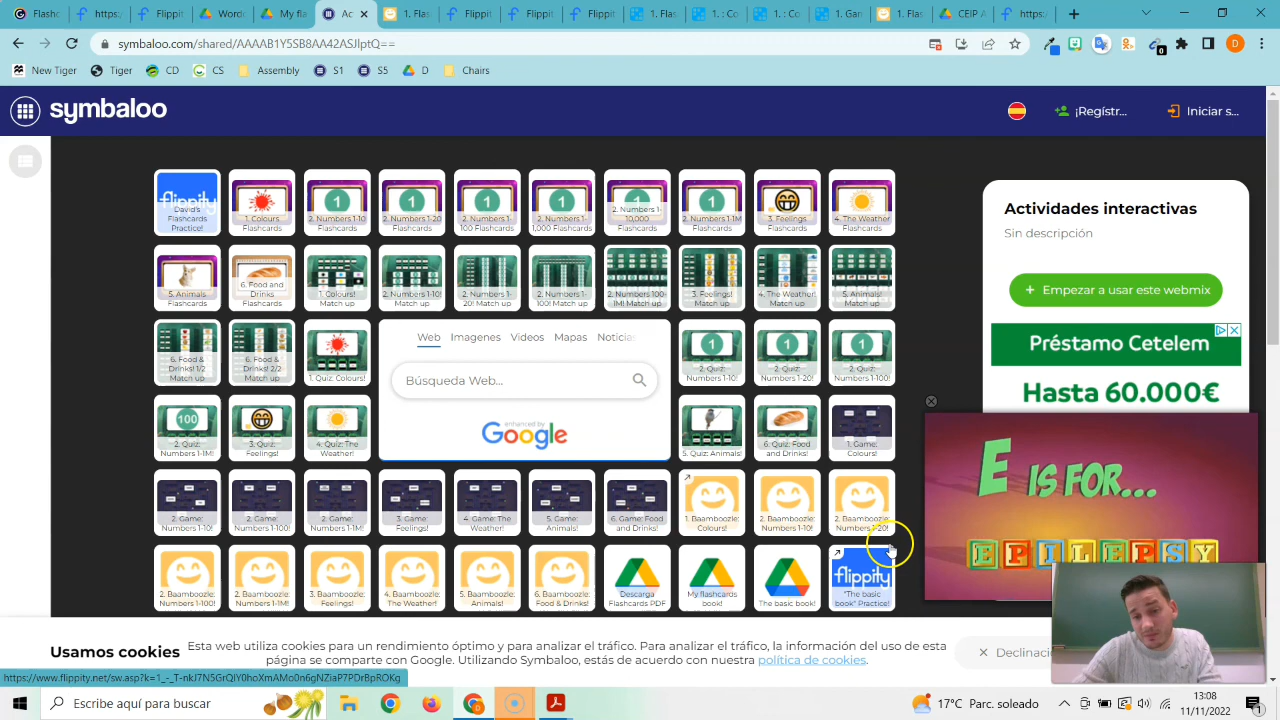 https:/
Flippit
Word
My fla
Ac
1. Flas
Flippit
Flippit
Flippit
1. Flas
1. : Co
1. : Co
1. Gan
1. Flas
CEIP A
https:/
symbaloo.com/shared/AAAAB1Y5SB8AA42ASJlptQ==
New Tiger
Tiger
CD
CS
Assembly
S1
S5
D
Chairs
symbaloo
¡Regístr...
Iniciar s...
flippity
David's
Flashcards
Practice!
1. Colours
Flashcards
2. Numbers 1-10
Flashcards
2. Numbers 1-20
Flashcards
2. Numbers 1-
100 Flashcards
2. Numbers 1-
1,000 Flashcards
2. Numbers 1-
10,000
Flashcards
2. Numbers 1-1M
Flashcards
3. Feelings
Flashcards
4. The Weather
Flashcards
5. Animals
Flashcards
6. Food and
Drinks
Flashcards
1. Colours!
Match up
2. Numbers 1-10!
Match up
2. Numbers 1-
20! Match up
2. Numbers 1-
100! Match up
2. Numbers 100-
1M! Match up
3. Feelings!
Match up
4. The Weather!
Match up
5. Animals!
Match up
6. Food &
Drinks! 1/2
Match up
6. Food &
Drinks! 2/2
Match up
1. Quiz: Colours!
Web Imagenes Videos Mapas Noticias
Búsqueda Web...
enhanced by
Google
2. Quiz:
Numbers 1-10!
2. Quiz:
Numbers 1-20!
2. Quiz:
Numbers 1-100!
2. Quiz:
Numbers 1-1M!
3. Quiz:
Feelings!
4. Quiz: The
Weather!
5. Quiz: Animals!
6. Quiz: Food
and Drinks!
1. Game:
Colours!
2. Game:
Numbers 1-10!
2. Game:
Numbers 1-100!
2. Game:
Numbers 1-1M!
3. Game:
Feelings!
4. Game: The
Weather!
5. Game:
Animals!
6. Game: Food
and Drinks!
1. Baamboozle:
Colours!
2. Baamboozle:
Numbers 1-10!
2. Baamboozle:
Numbers 1-20!
2. Baamboozle:
Numbers 1-100!
2. Baamboozle:
Numbers 1-1M!
3. Baamboozle:
Feelings!
4. Baamboozle:
The Weather!
5. Baamboozle:
Animals!
6. Baamboozle:
Food & Drinks!
Descarga
Flashcards PDF
My flashcards
book!
The basic
book!
flippity
"The basic
book" Practice!
Actividades interactivas
Sin descripción
+ Empezar a usar este webmix
Préstamo Cetelem
Hasta 60.000€
E IS FOR...
EPILEPSY
Usamos cookies
Esta web utiliza cookies para un rendimiento óptimo y para analizar el tráfico. Para analizar el tráfico, la información del uso de esta
página se comparte con Google. Utilizando Symbaloo, estás de acuerdo con nuestra política de cookies.
Declinaci
https://www.flippity.net/sw.asp?k=1_-_T-nkJ7N5GrQIY0hoXmAMo0n6gNZiaP7PDrBpROKg
Escribe aquí para buscar
17°C Parc. soleado
13:08
11/11/2022